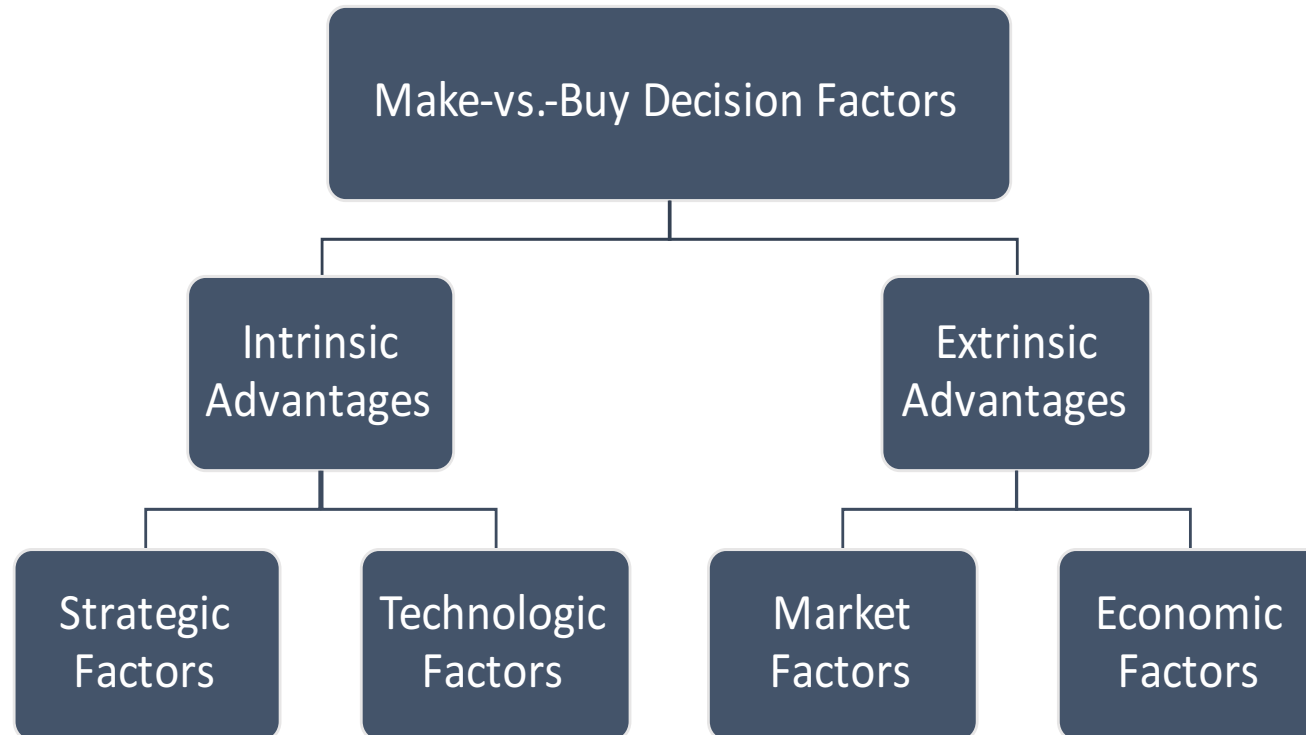 Make-vs.-Buy Decision Factors
Intrinsic
Advantages
Extrinsic
Advantages
Strategic
Factors
Technologic
Factors
Market
Factors
Economic
Factors